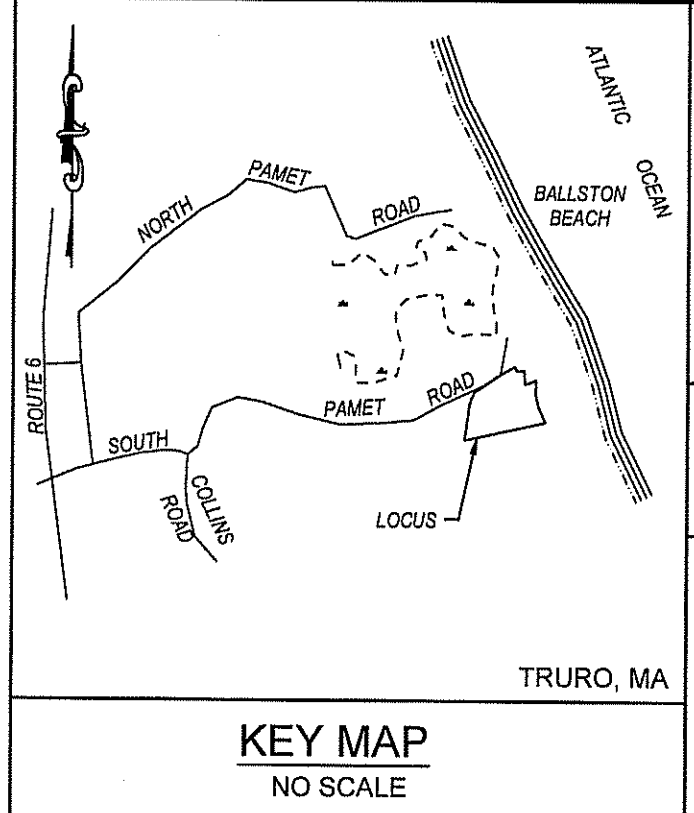 ATLANTIC
OCEAN
BALLSTON
BEACH
NORTH
PAMET
ROAD
ROUTE 6
SOUTH
PAMET
ROAD
COLLINS
ROAD
LOCUS
TRURO, MA
KEY MAP
NO SCALE